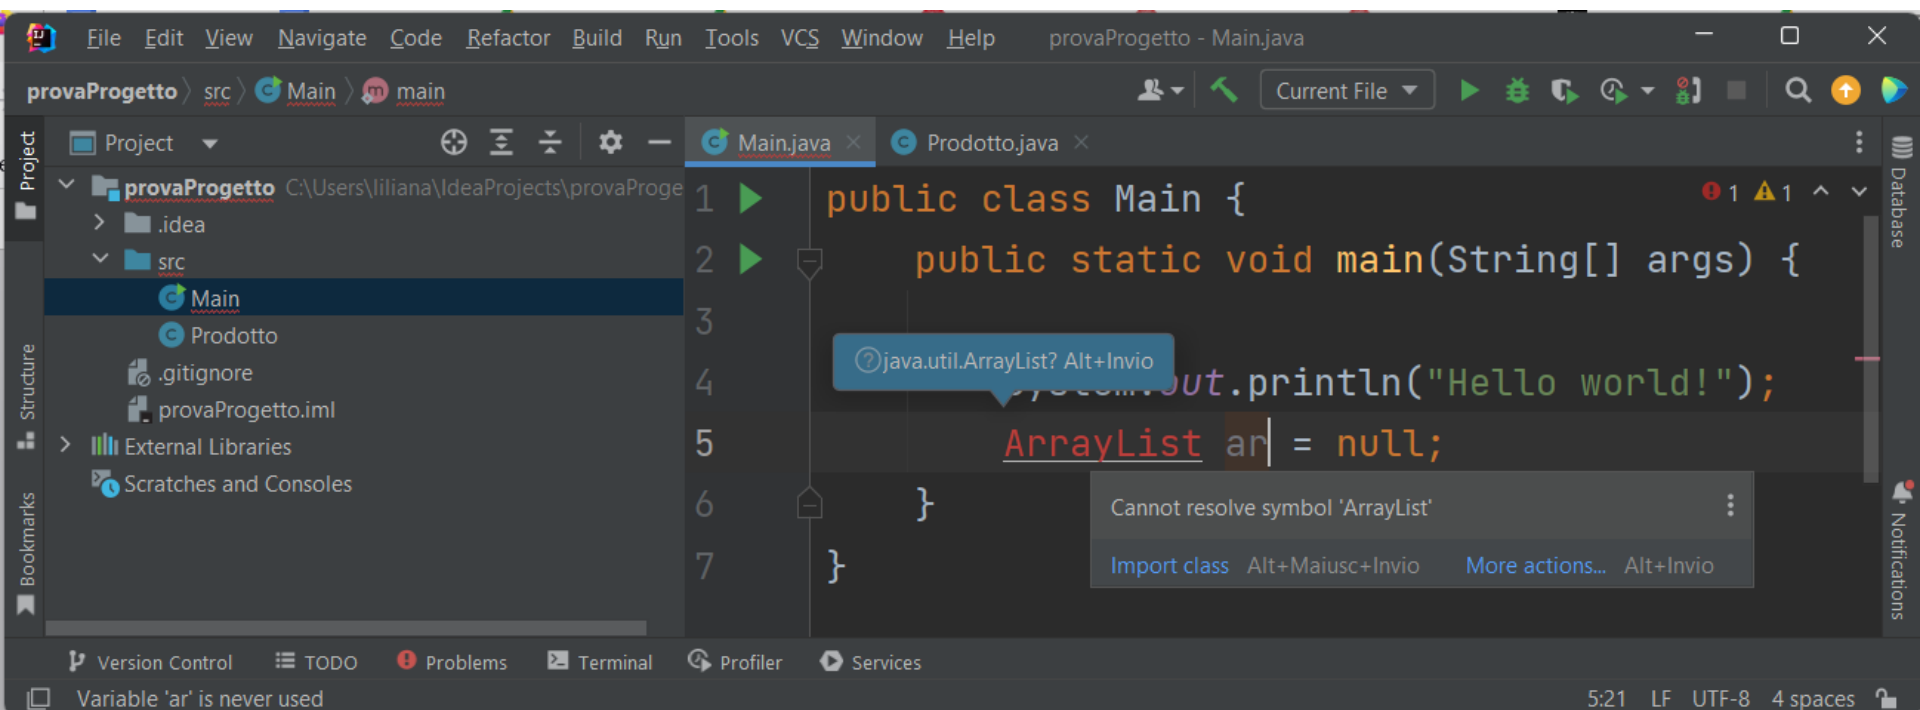 File Edit View Navigate Code Refactor Build Run Tools VCS Window Help provaProgetto - Main.java
provaProgetto src Main main
Current File
Project
Project
Main.java
Prodotto.java
provaProgetto C:\Users\liliana\IdeaProjects\provaProge
.idea
src
Main
Prodotto
.gitignore
provaProgetto.iml
External Libraries
Scratches and Consoles
Structure
Bookmarks
1 public class Main {
1 1
2 public static void main(String[] args) {
3
java.util.ArrayList? Alt+Invio
4 .out.println("Hello world!");
5 ArrayList ar = null;
6 }
Cannot resolve symbol 'ArrayList'
Import class Alt+Maiusc+Invio More actions... Alt+Invio
7 }
Database
Notifications
Version Control TODO Problems Terminal Profiler Services
Variable 'ar' is never used
5:21 LF UTF-8 4 spaces